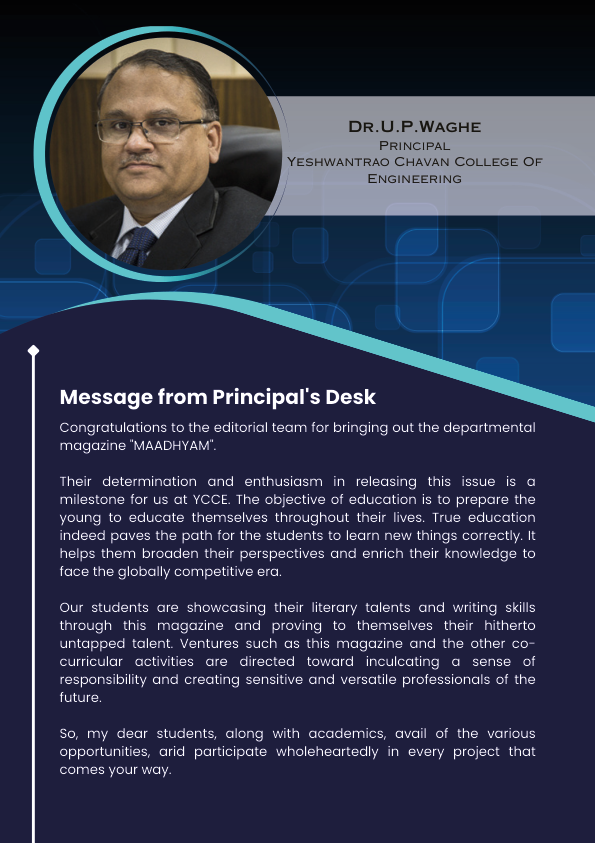 Dr.U.P.Waghe
Principal
Yeshwantrao Chavan College Of
Engineering
Message from Principal's Desk
Congratulations to the editorial team for bringing out the departmental
magazine "MAADHYAM".
Their determination and enthusiasm in releasing this issue is a
milestone for us at YCCE. The objective of education is to prepare the
young to educate themselves throughout their lives. True education
indeed paves the path for the students to learn new things correctly. It
helps them broaden their perspectives and enrich their knowledge to
face the globally competitive era.
Our students are showcasing their literary talents and writing skills
through this magazine and proving to themselves their hitherto
untapped talent. Ventures such as this magazine and the other co-
curricular activities are directed toward inculcating a sense of
responsibility and creating sensitive and versatile professionals of the
future.
So, my dear students, along with academics, avail of the various
opportunities, arid participate wholeheartedly in every project that
comes your way.